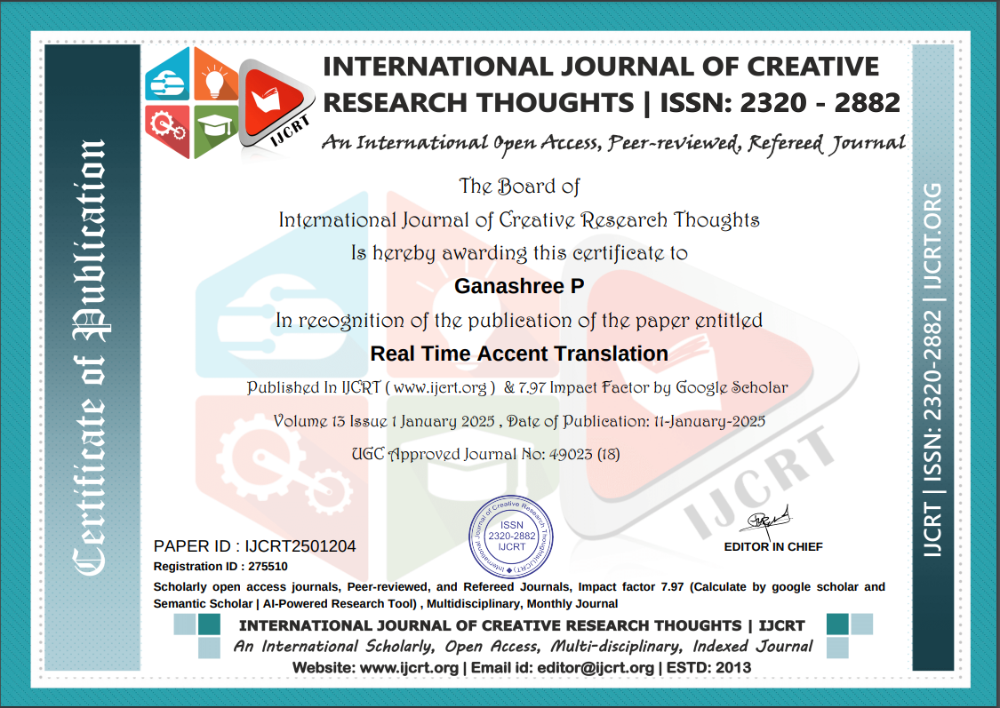 INTERNATIONAL JOURNAL OF CREATIVE
RESEARCH THOUGHTS | ISSN: 2320 - 2882
An International Open Access, Peer-reviewed, Refereed Journal
IJCRT
Certificate of Publication
The Board of
International Journal of Creative Research Thoughts
Is hereby awarding this certificate to
Ganashree P
In recognition of the publication of the paper entitled
Real Time Accent Translation
Published In IJCRT ( www.ijcrt.org ) & 7.97 Impact Factor by Google Scholar
Volume 13 Issue 1 January 2025 , Date of Publication: 11-January-2025
UGC Approved Journal No: 49023 (18)
IJCRT
IJCRT | ISSN: 2320-2882 | IJCRT.ORG
International Journal of Creative Research Thoughts (IJCRT)
ISSN
2320-2882
IJCRT
PAPER ID : IJCRT2501204
Registration ID : 275510
EDITOR IN CHIEF
Scholarly open access journals, Peer-reviewed, and Refereed Journals, Impact factor 7.97 (Calculate by google scholar and
Semantic Scholar | AI-Powered Research Tool) , Multidisciplinary, Monthly Journal
INTERNATIONAL JOURNAL OF CREATIVE RESEARCH THOUGHTS | IJCRT
An International Scholarly, Open Access, Multi-disciplinary, Indexed Journal
Website: www.ijcrt.org | Email id: editor@ijcrt.org | ESTD: 2013